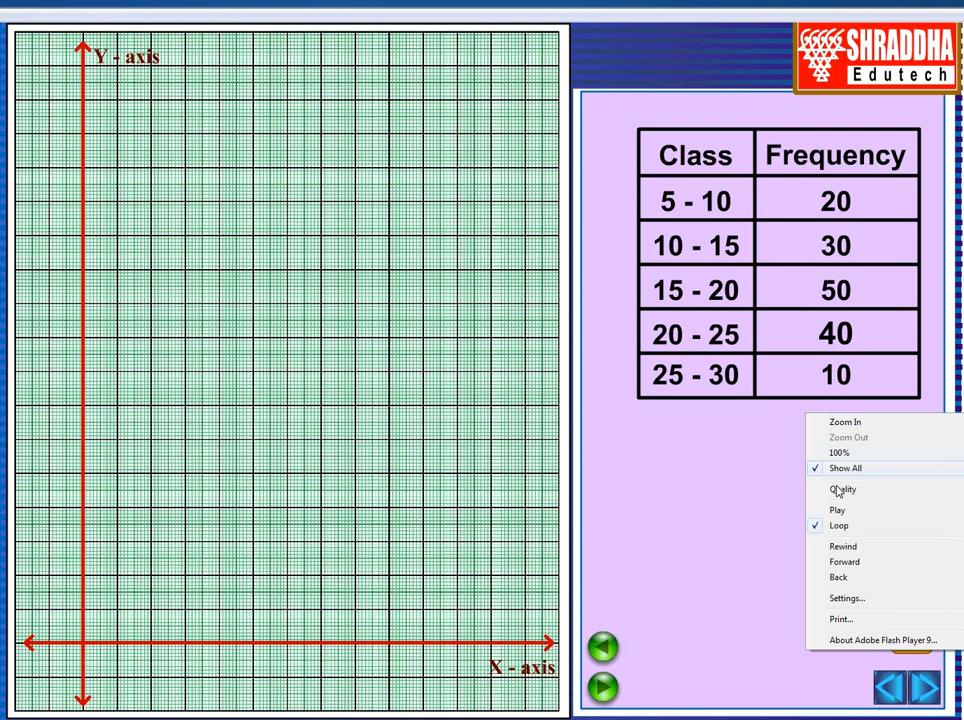 Y - axis
X - axis
SHRADDHA
Edutech
Class Frequency
5 - 10 20
10 - 15 30
15 - 20 50
20 - 25 40
25 - 30 10
Zoom In
Zoom Out
100%
Show All
Quality
Play
Loop
Rewind
Forward
Back
Settings...
Print...
About Adobe Flash Player 9...